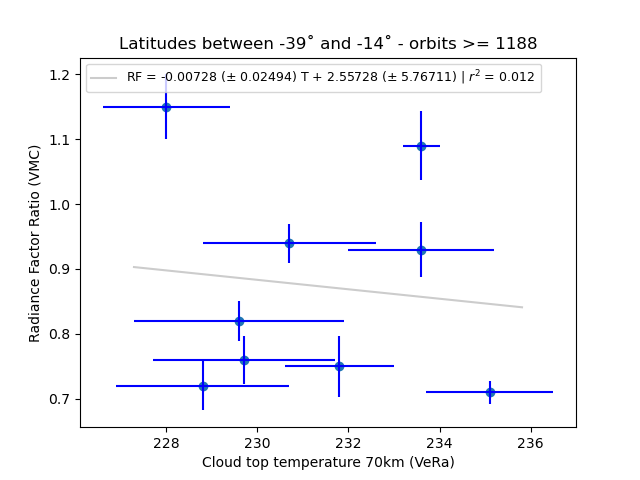 Latitudes between -39˚ and -14˚ - orbits >= 1188
RF = -0.00728 (± 0.02494) T + 2.55728 (± 5.76711) | r² = 0.012
Radiance Factor Ratio (VMC)
1.2
1.1
1.0
0.9
0.8
0.7
228 230 232 234 236
Cloud top temperature 70km (VeRa)